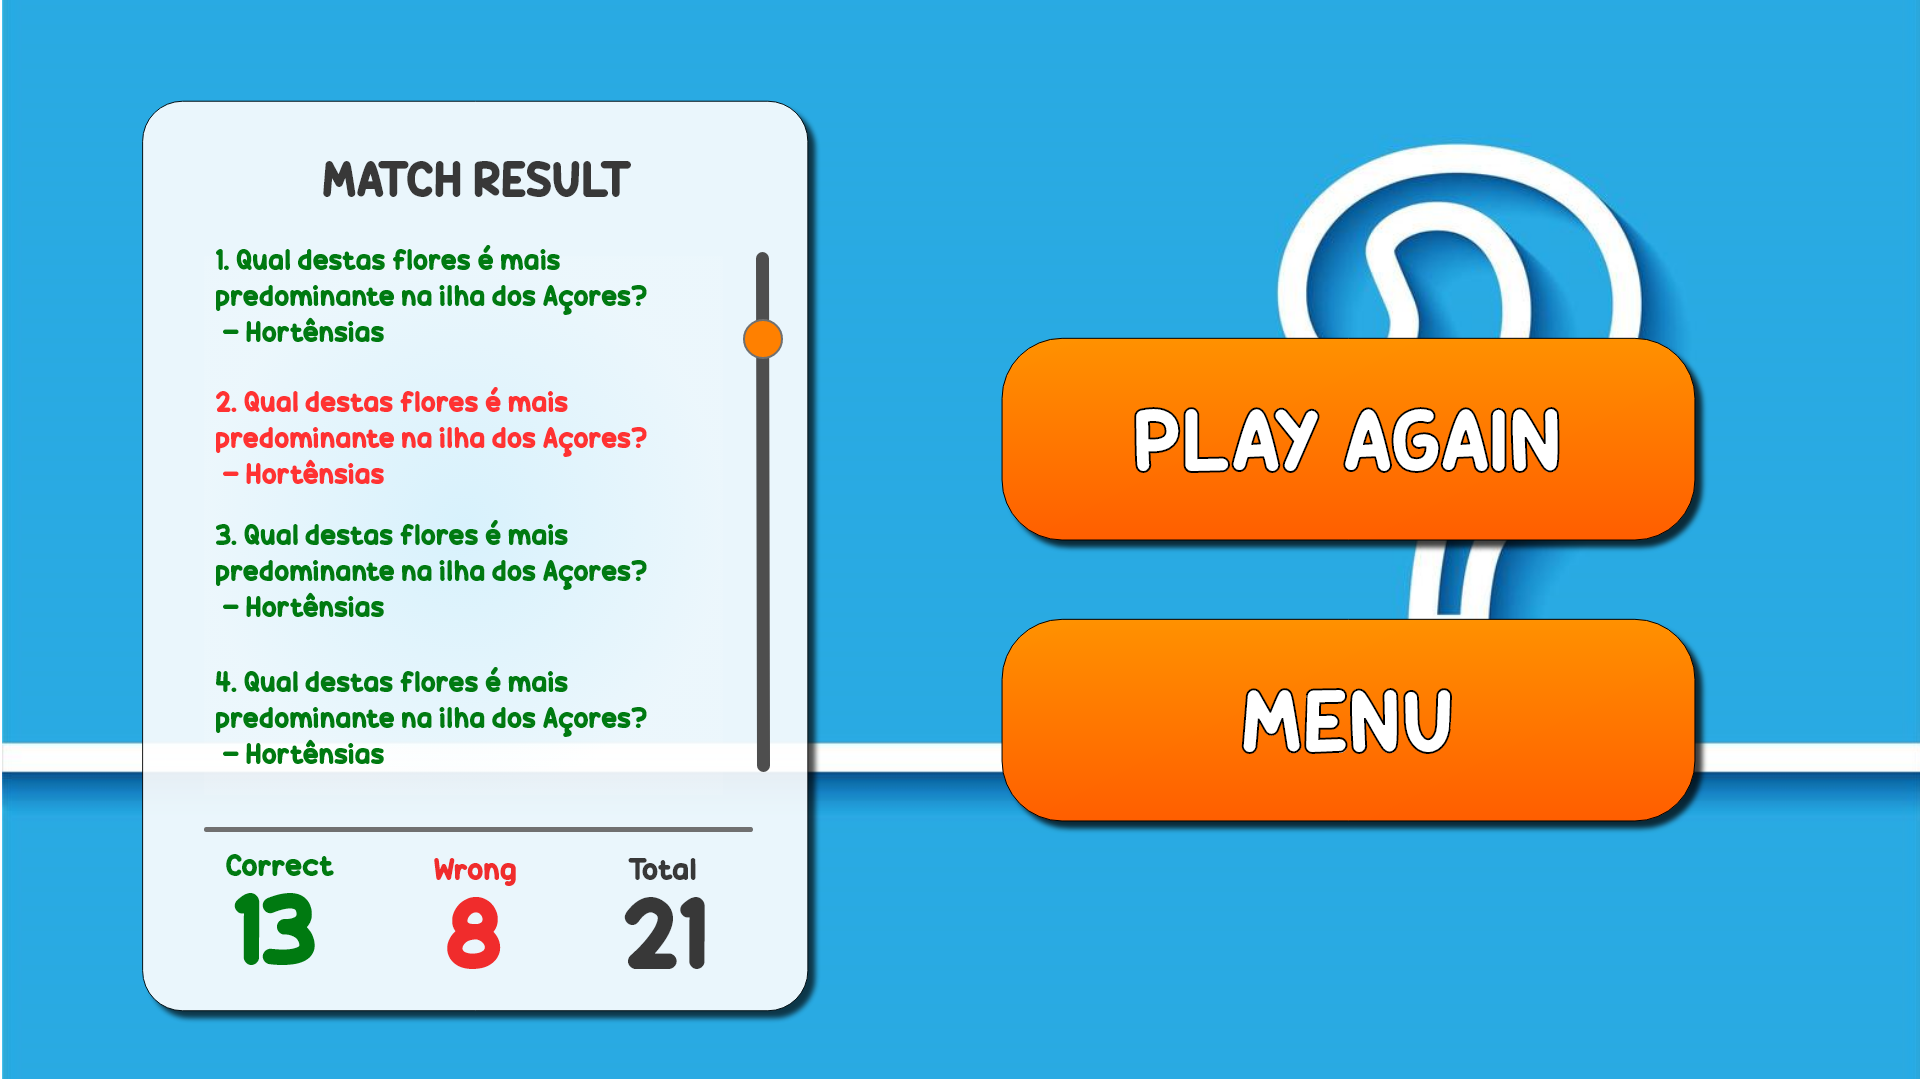 MATCH RESULT
1. Qual destas flores é mais
predominante na ilha dos Açores?
– Hortênsias
2. Qual destas flores é mais
predominante na ilha dos Açores?
– Hortênsias
3. Qual destas flores é mais
predominante na ilha dos Açores?
– Hortênsias
4. Qual destas flores é mais
predominante na ilha dos Açores?
– Hortênsias
Correct Wrong Total
13 8 21
PLAY AGAIN
MENU